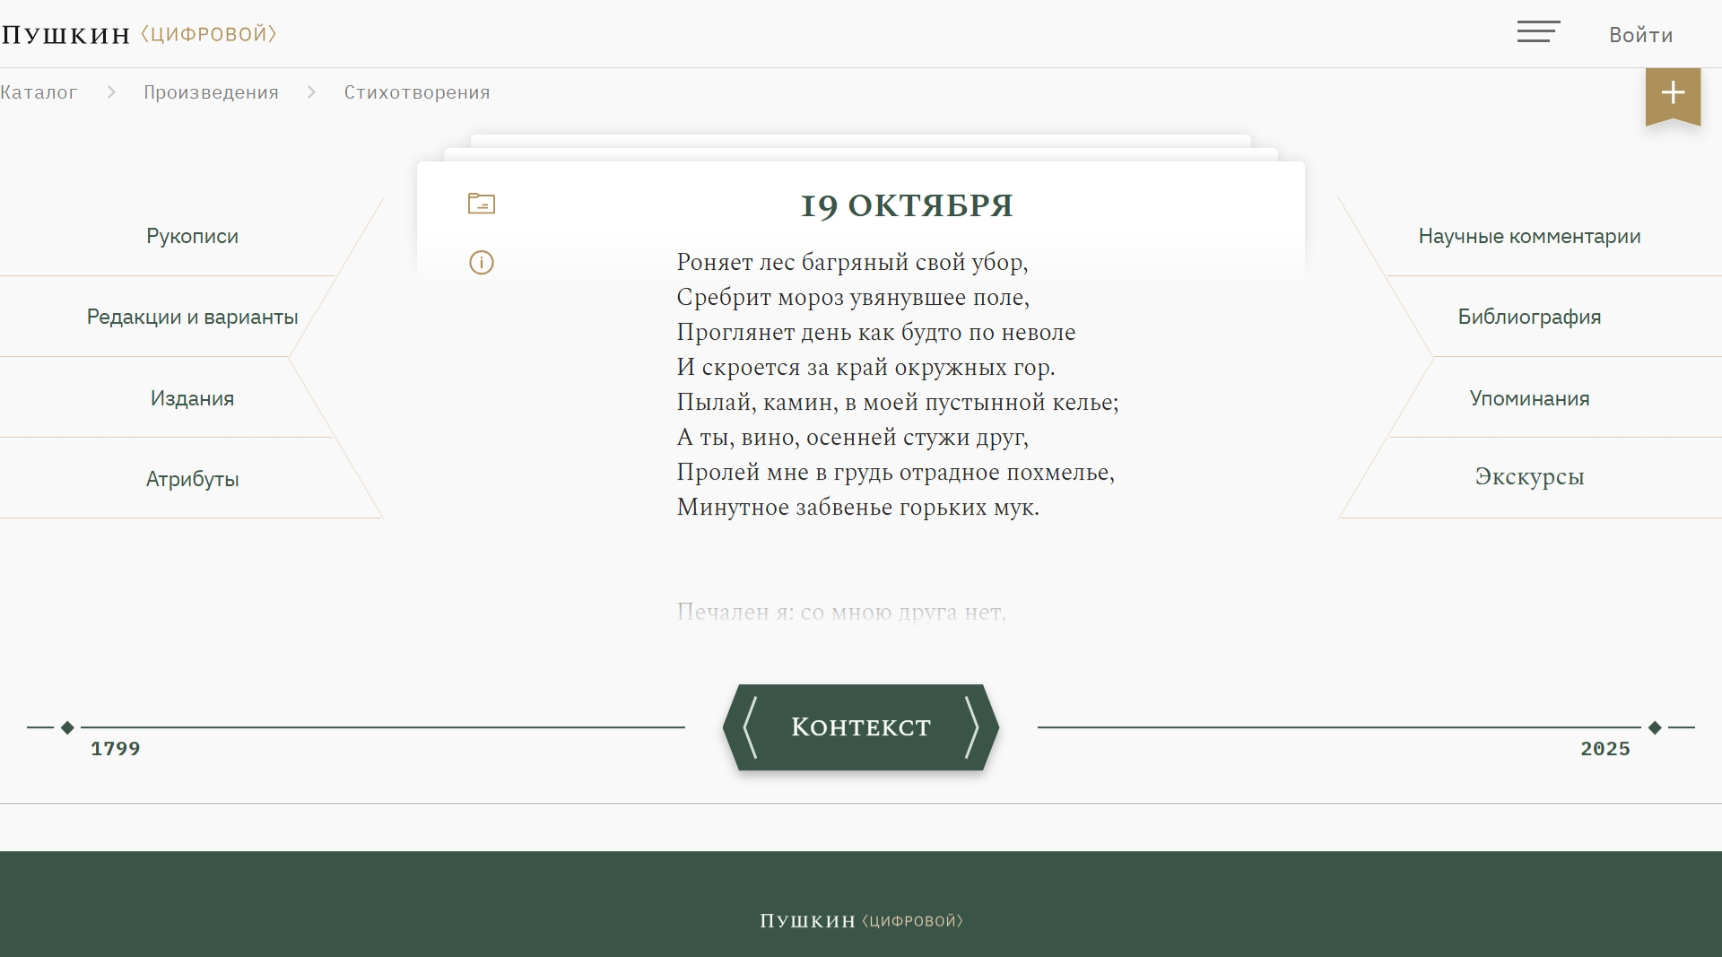 Пушкин 〈ЦИФРОВОЙ〉
Войти
Каталог > Произведения > Стихотворения
19 ОКТЯБРЯ
Роняет лес багряный свой убор,
Сребрит мороз увянувшее поле,
Проглянет день как будто по неволе
И скроется за край окружных гор.
Пылай, камин, в моей пустынной келье;
А ты, вино, осенней стужи друг,
Пролей мне в грудь отрадное похмелье,
Минутное забвенье горьких мук.
Печален я: со мною друга нет,
Рукописи
Редакции и варианты
Издания
Атрибуты
Научные комментарии
Библиография
Упоминания
Экскурсы
Контекст
1799
2025
Пушкин 〈ЦИФРОВОЙ〉